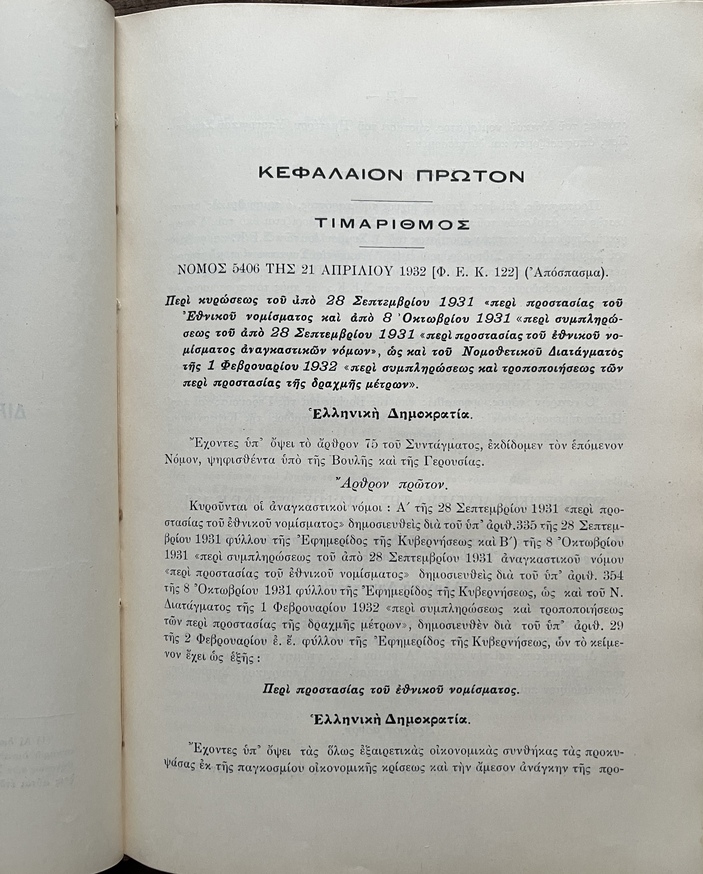 ΚΕΦΑΛΑΙΟΝ ΠΡΩΤΟΝ
ΤΙΜΑΡΙΘΜΟΣ
ΝΟΜΟΣ 5406 ΤΗΣ 21 ΑΠΡΙΛΙΟΥ 1932 [Φ. Ε. Κ. 122] (Ἀπόσπασμα).
Περὶ κυρώσεως τοῦ ἀπὸ 28 Σεπτεμβρίου 1931 «περὶ προστασίας τοῦ
Ἐθνικοῦ νομίσματος καὶ ἀπὸ 8 Ὀκτωβρίου 1931 «περὶ συμπληρώ-
σεως τοῦ ἀπὸ 28 Σεπτεμβρίου 1931 «περὶ προστασίας τοῦ ἐθνικοῦ νο-
μίσματος ἀναγκαστικῶν νόμων», ὡς καὶ τοῦ Νομοθετικοῦ Διατάγματος
τῆς 1 Φεβρουαρίου 1932 «περὶ συμπληρώσεως καὶ τροποποιήσεως τῶν
περὶ προστασίας τῆς δραχμῆς μέτρων».
Ἑλληνικὴ Δημοκρατία.
Ἔχοντες ὑπ' ὄψει τὸ ἄρθρον 75 τοῦ Συντάγματος, ἐκδίδομεν τὸν ἑπόμενον
Νόμον, ψηφισθέντα ὑπὸ τῆς Βουλῆς καὶ τῆς Γερουσίας.
Ἄρθρον πρῶτον.
Κυροῦνται οἱ ἀναγκαστικοὶ νόμοι : Α΄ τῆς 28 Σεπτεμβρίου 1931 «περὶ προ-
στασίας τοῦ ἐθνικοῦ νομίσματος» δημοσιευθεὶς διὰ τοῦ ὑπ' ἀριθ. 335 τῆς 28 Σεπτεμ-
βρίου 1931 φύλλου τῆς Ἐφημερίδος τῆς Κυβερνήσεως καὶ Β΄) τῆς 8 Ὀκτωβρίου
1931 «περὶ συμπληρώσεως τοῦ ἀπὸ 28 Σεπτεμβρίου 1931 ἀναγκαστικοῦ νόμου
«περὶ προστασίας τοῦ ἐθνικοῦ νομίσματος» δημοσιευθεὶς διὰ τοῦ ὑπ' ἀριθ. 354
τῆς 8 Ὀκτωβρίου 1931 φύλλου τῆς Ἐφημερίδος τῆς Κυβερνήσεως, ὡς καὶ τοῦ Ν.
Διατάγματος τῆς 1 Φεβρουαρίου 1932 «περὶ συμπληρώσεως καὶ τροποποιήσεως
τῶν περὶ προστασίας τῆς δραχμῆς μέτρων», δημοσιευθὲν διὰ τοῦ ὑπ' ἀριθ. 29
τῆς 2 Φεβρουαρίου ἐ. ἔ. φύλλου τῆς Ἐφημερίδος τῆς Κυβερνήσεως, ὧν τὸ κείμε-
νον ἔχει ὡς ἑξῆς :
Περὶ προστασίας τοῦ ἐθνικοῦ νομίσματος.
Ἑλληνικὴ Δημοκρατία.
Ἔχοντες ὑπ' ὄψει τὰς ὅλως ἐξαιρετικὰς οἰκονομικὰς συνθήκας τὰς προκυ-
ψάσας ἐκ τῆς παγκοσμίου οἰκονομικῆς κρίσεως καὶ τὴν ἄμεσον ἀνάγκην τῆς προ-